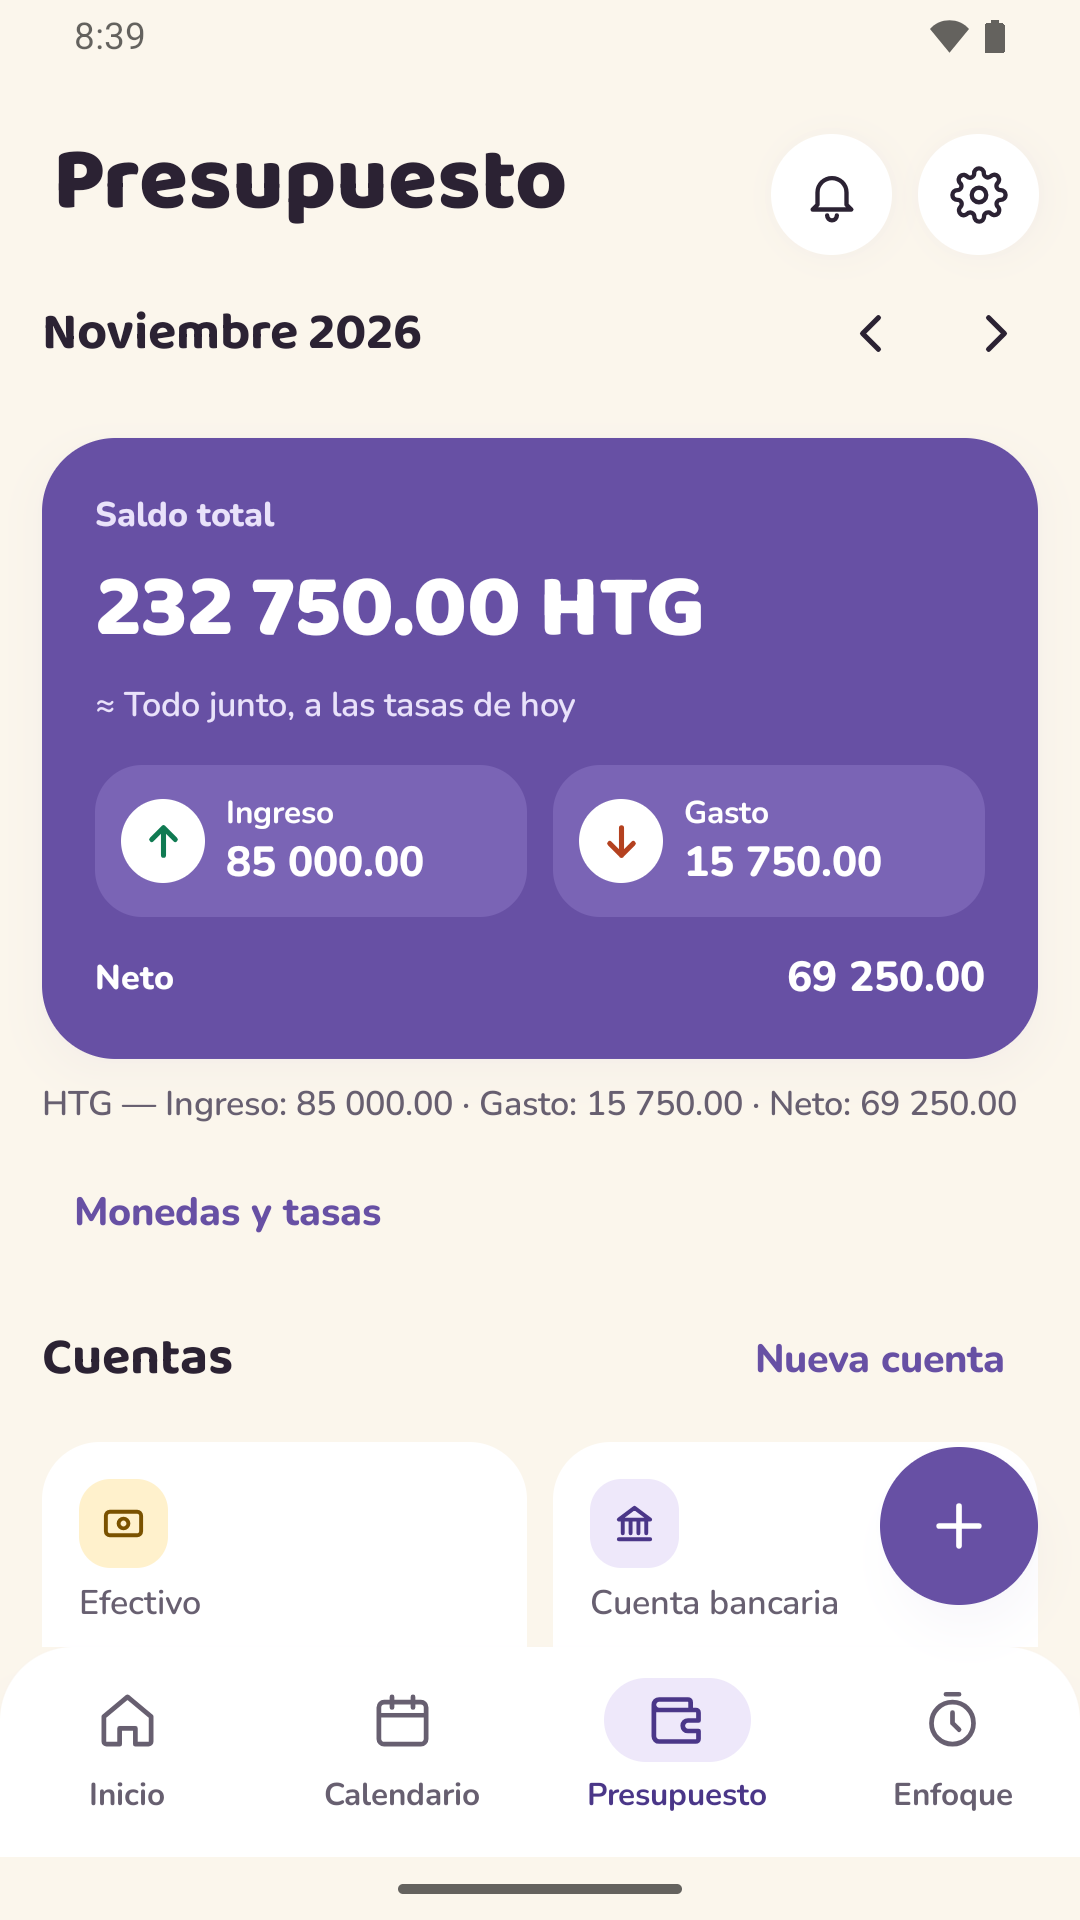 8:39
Presupuesto
Noviembre 2026
Saldo total
232 750.00 HTG
≈ Todo junto, a las tasas de hoy
Ingreso
85 000.00
Gasto
15 750.00
Neto
69 250.00
HTG — Ingreso: 85 000.00 · Gasto: 15 750.00 · Neto: 69 250.00
Monedas y tasas
Cuentas
Nueva cuenta
Efectivo
Cuenta bancaria
Inicio
Calendario
Presupuesto
Enfoque